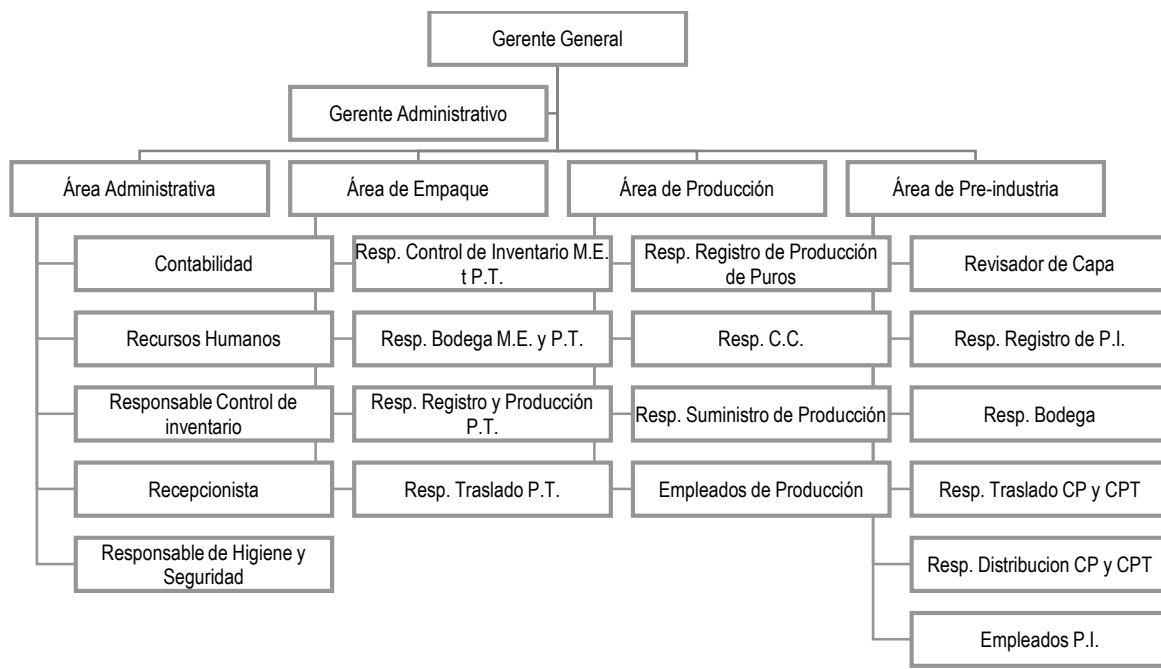 Gerente General
Gerente Administrativo
Área Administrativa
Contabilidad
Recursos Humanos
Responsable Control de
inventario
Recepcionista
Responsable de Higiene y
Seguridad
Área de Empaque
Resp. Control de Inventario M.E.
t P.T.
Resp. Bodega M.E. y P.T.
Resp. Registro y Producción
P.T.
Resp. Traslado P.T.
Área de Producción
Resp. Registro de Producción
de Puros
Resp. C.C.
Resp. Suministro de Producción
Empleados de Producción
Área de Pre-industria
Revisador de Capa
Resp. Registro de P.I.
Resp. Bodega
Resp. Traslado CP y CPT
Resp. Distribucion CP y CPT
Empleados P.I.